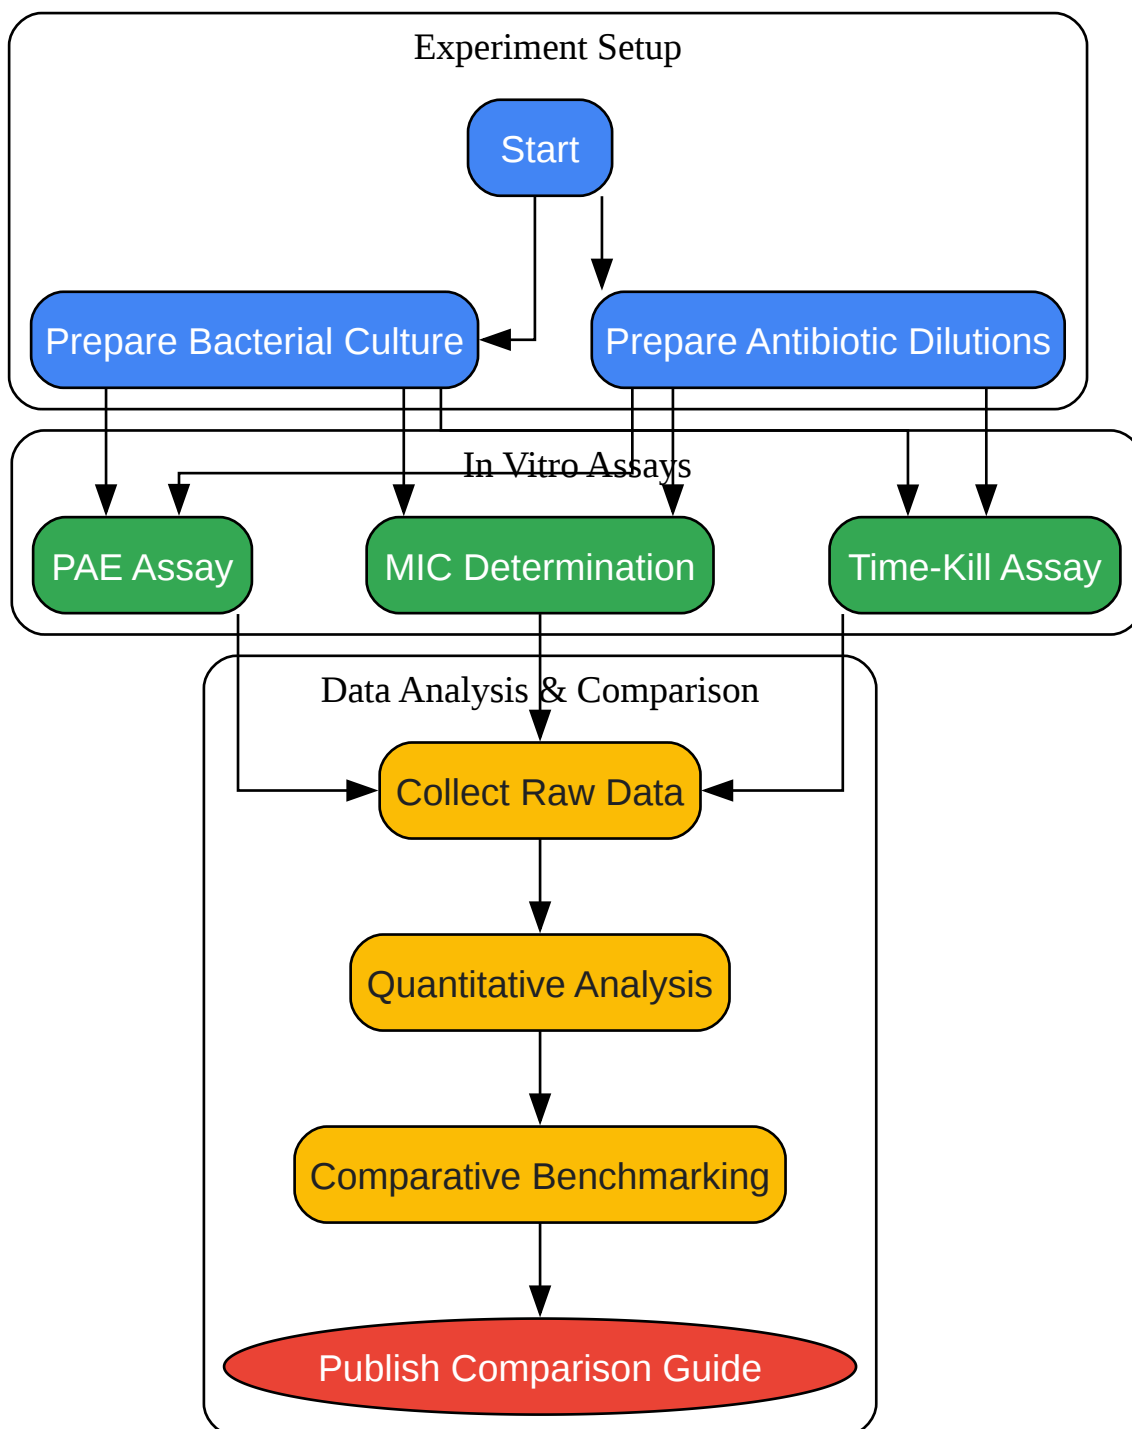 Experiment Setup
Start
Prepare Bacterial Culture
Prepare Antibiotic Dilutions
In Vitro Assays
PAE Assay
MIC Determination
Time-Kill Assay
Data Analysis & Comparison
Collect Raw Data
Quantitative Analysis
Comparative Benchmarking
Publish Comparison Guide